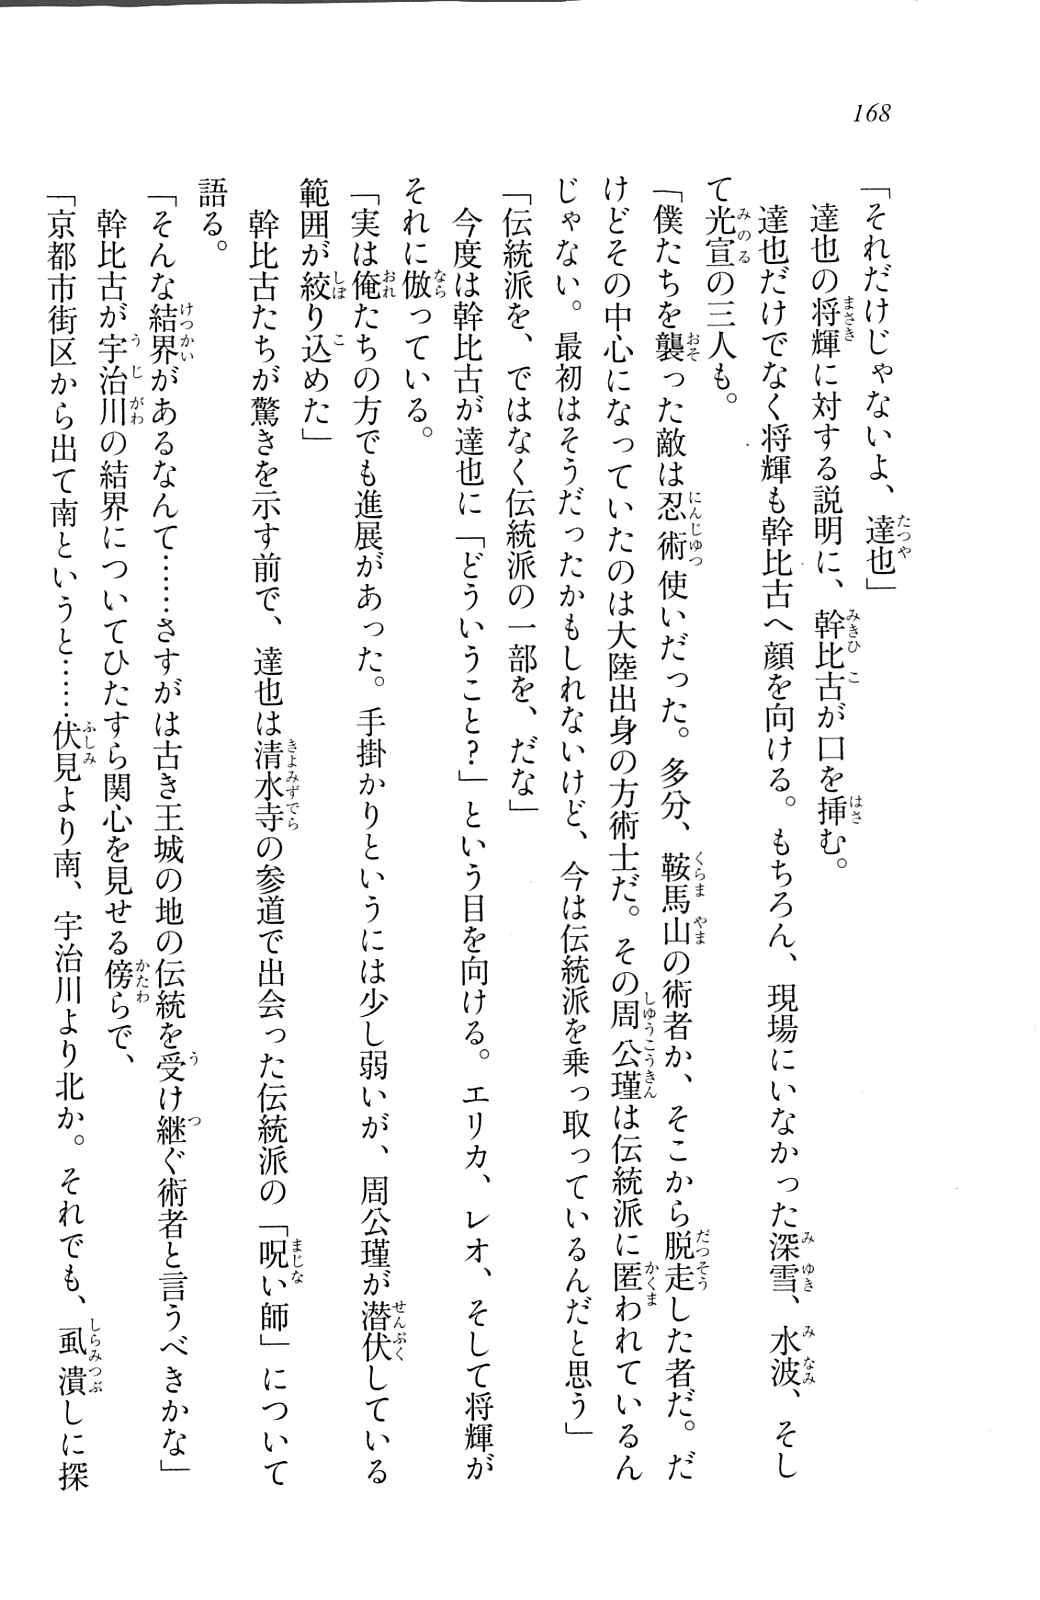 168
「それだけじゃないよ、達也」
達也の将輝に対する説明に、幹比古が口を挿む。
達也だけでなく将輝も幹比古へ顔を向ける。もちろん、現場にいなかった深雪、水波、そし
て光宣の三人も。
「僕たちを襲った敵は忍術使いだった。多分、鞍馬山の術者か、そこから脱走した者だ。だ
けどその中心になっていたのは大陸出身の方術士だ。その周公瑾は伝統派に匿われているん
じゃない。最初はそうだったかもしれないけど、今は伝統派を乗っ取っているんだと思う」
「伝統派を、ではなく伝統派の一部を、だな」
今度は幹比古が達也に「どういうこと？」という目を向ける。エリカ、レオ、そして将輝が
それに倣っている。
「実は俺たちの方でも進展があった。手掛かりというには少し弱いが、周公瑾が潜伏している
範囲が絞り込めた」
幹比古たちが驚きを示す前で、達也は清水寺の参道で出会った伝統派の「呪い師」について
語る。
「そんな結界があるなんて……さすがは古き王城の地の伝統を受け継ぐ術者と言うべきかな」
幹比古が宇治川の結界についてひたすら関心を見せる傍らで、
「京都市街区から出て南というと……伏見より南、宇治川より北か。それでも、虱潰しに探